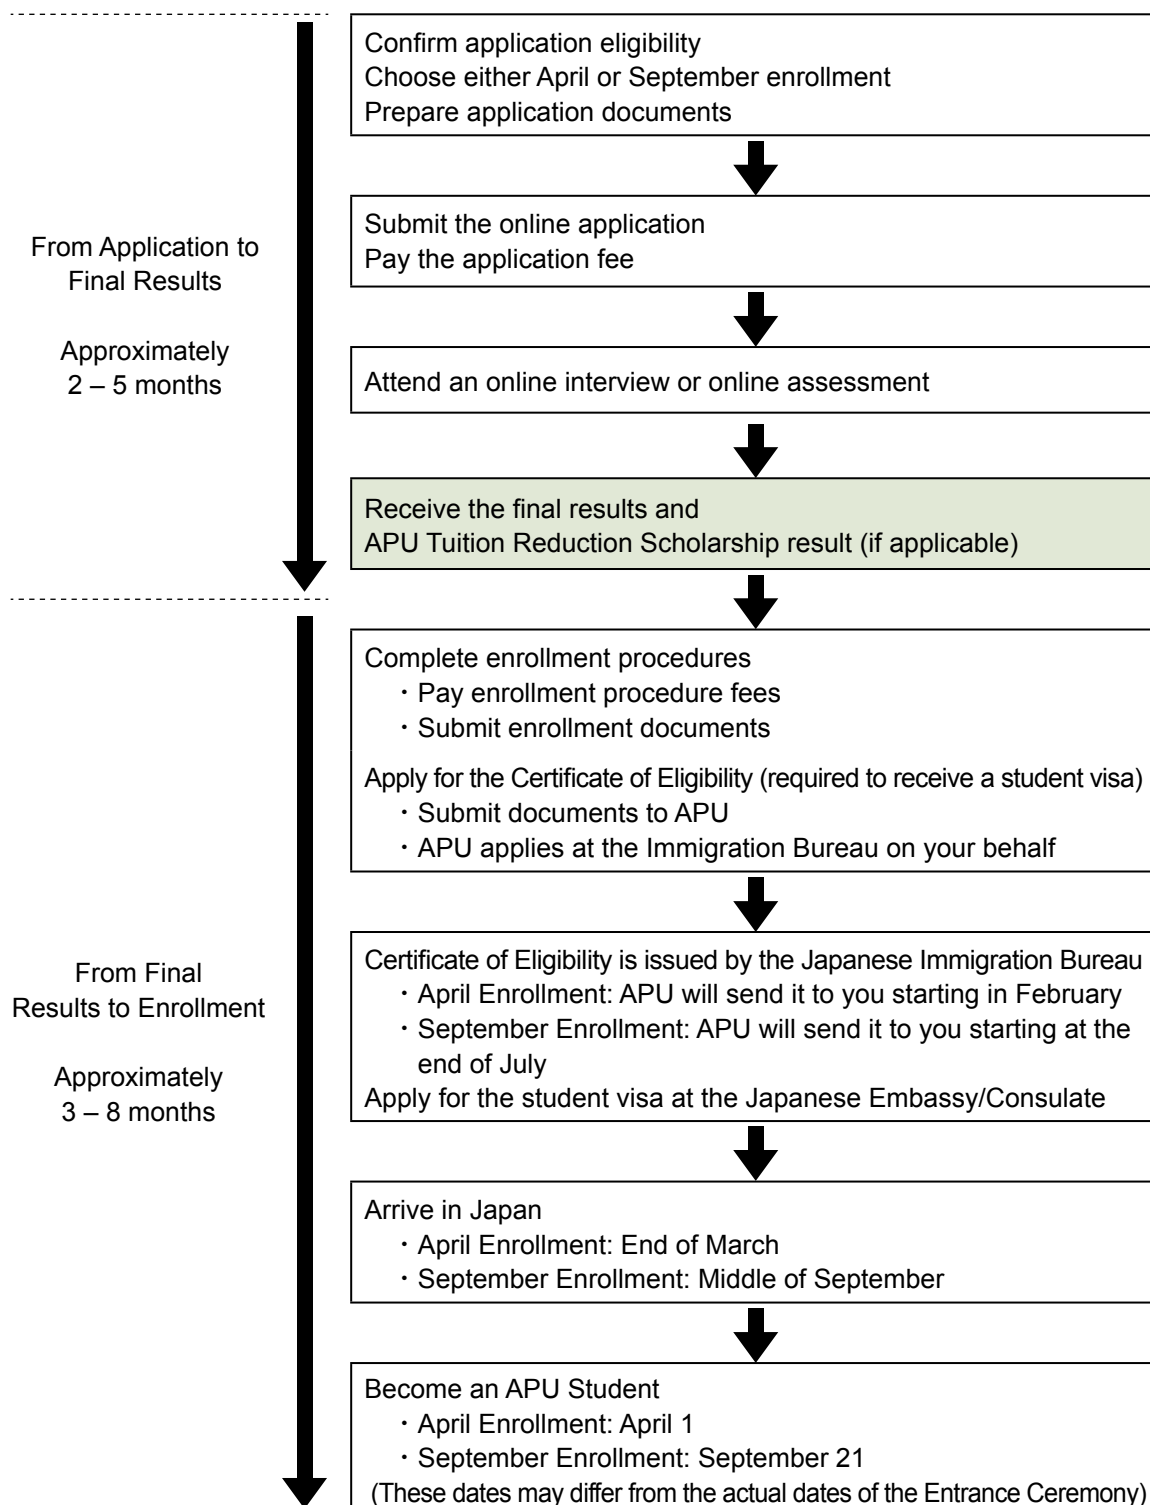 Confirm application eligibility
Choose either April or September enrollment
Prepare application documents
Submit the online application
Pay the application fee
From Application to
Final Results
Approximately
2 – 5 months
Attend an online interview or online assessment
Receive the final results and
APU Tuition Reduction Scholarship result (if applicable)
Complete enrollment procedures
・Pay enrollment procedure fees
・Submit enrollment documents
Apply for the Certificate of Eligibility (required to receive a student visa)
・Submit documents to APU
・APU applies at the Immigration Bureau on your behalf
From Final
Results to Enrollment
Approximately
3 – 8 months
Certificate of Eligibility is issued by the Japanese Immigration Bureau
・April Enrollment: APU will send it to you starting in February
・September Enrollment: APU will send it to you starting at the
end of July
Apply for the student visa at the Japanese Embassy/Consulate
Arrive in Japan
・April Enrollment: End of March
・September Enrollment: Middle of September
Become an APU Student
・April Enrollment: April 1
・September Enrollment: September 21
(These dates may differ from the actual dates of the Entrance Ceremony)